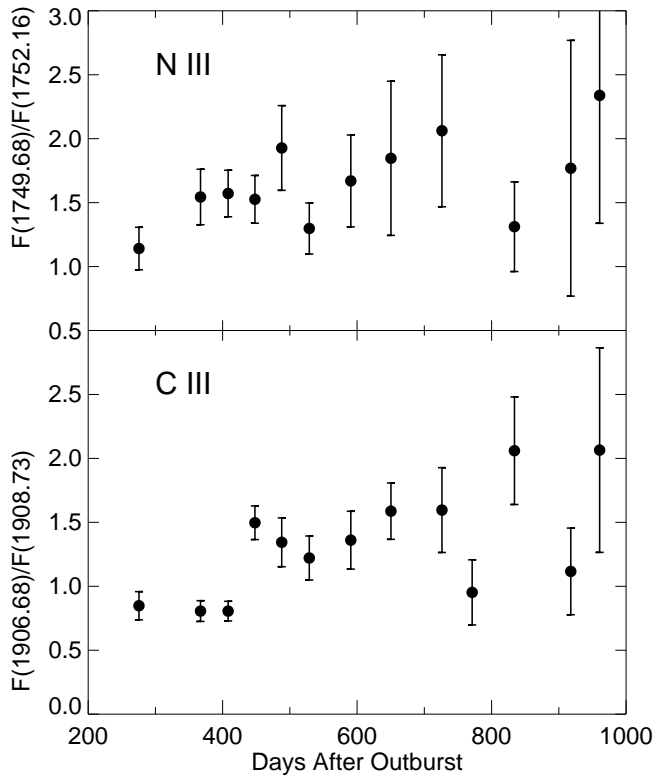 3.0
2.5
2.0
1.5
1.0
0.5
N III
F(1749.68)/F(1752.16)
2.5
2.0
1.5
1.0
0.5
0.0
C III
F(1906.68)/F(1908.73)
200 400 600 800 1000
Days After Outburst